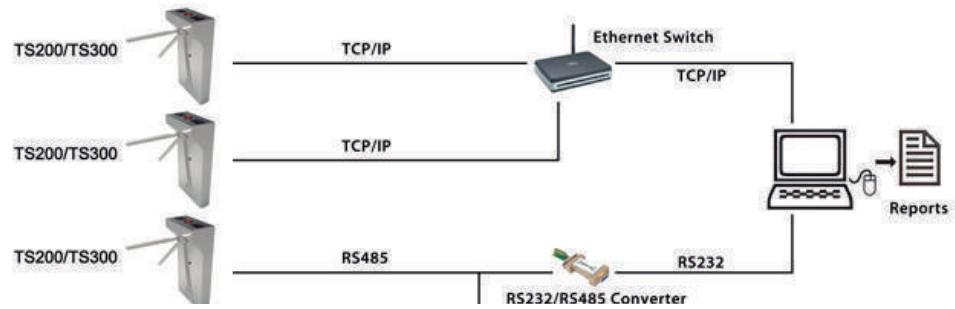 Ethernet Switch
TS200/TS300
TCP/IP
TCP/IP
TS200/TS300
TCP/IP
Reports
TS200/TS300
RS485
RS232
RS232/RS485 Converter